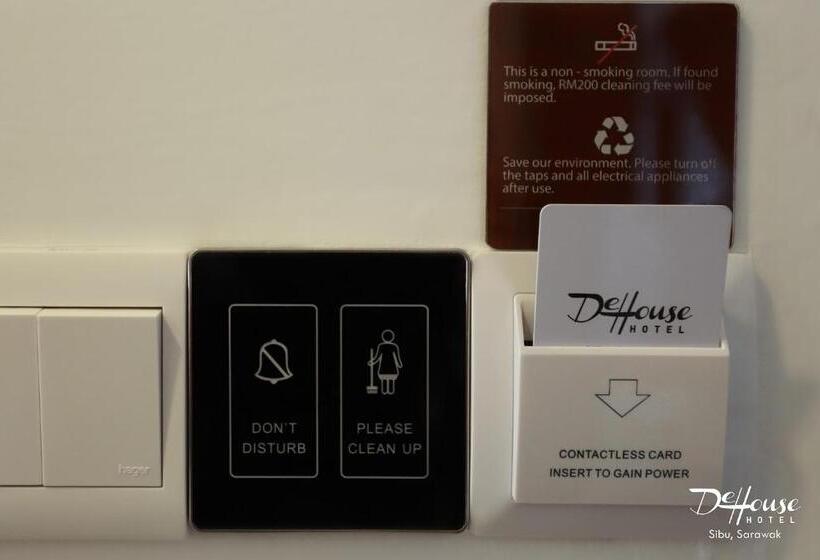 This is a non - smoking room. If found
smoking, RM200 cleaning fee will be
imposed.
Save our environment. Please turn off
the taps and all electrical appliances
after use.
DeHouse
HOTEL
CONTACTLESS CARD
INSERT TO GAIN POWER
DON'T
DISTURB
PLEASE
CLEAN UP
hager
DeHouse
HOTEL
Sibu, Sarawak